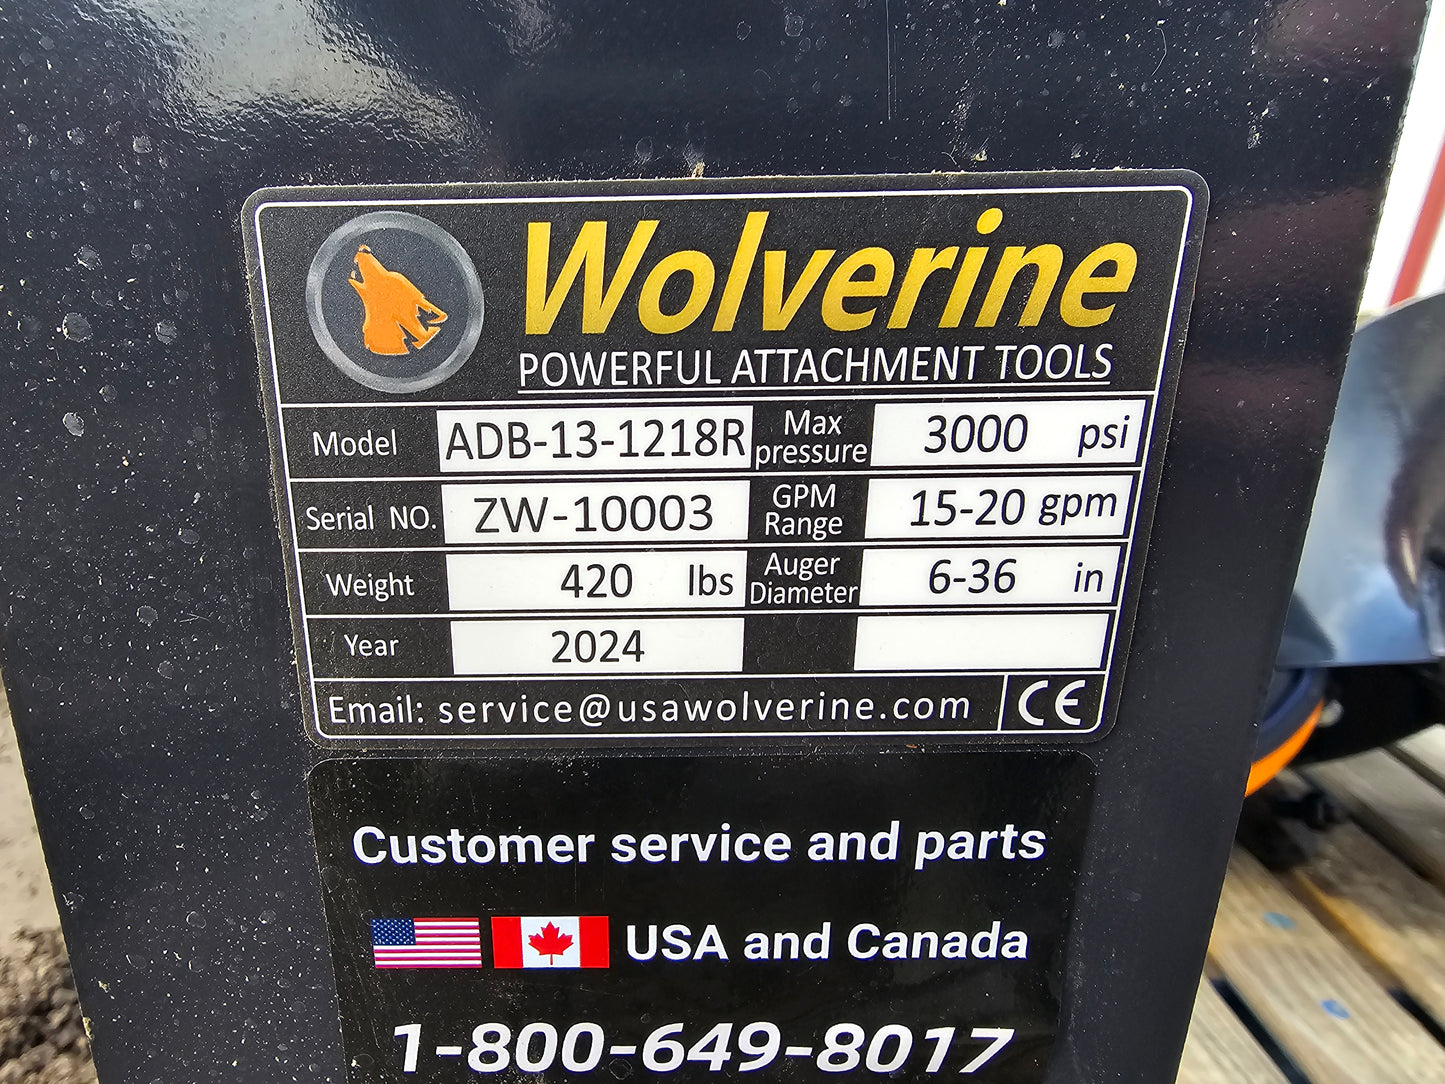 Wolverine
POWERFUL ATTACHMENT TOOLS
Model ADB-13-1218R Max pressure 3000 psi
Serial NO. ZW-10003 GPM Range 15-20 gpm
Weight 420 lbs Auger Diameter 6-36 in
Year 2024
Email: service@usawolverine.com CE
Customer service and parts
USA and Canada
1-800-649-8017